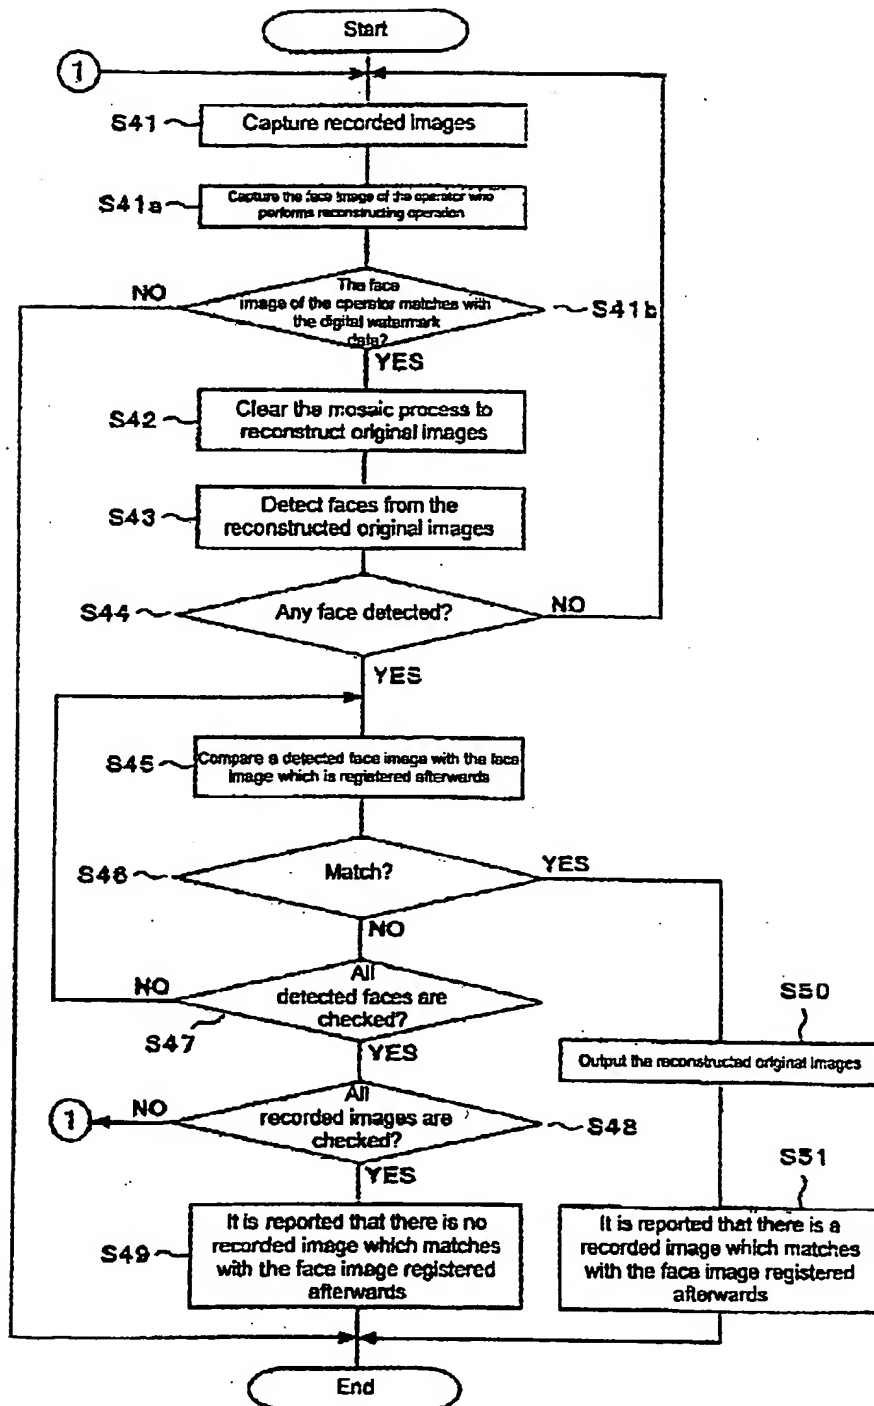 Start
1
S41
Capture recorded images
S41a
Capture the face image of the operator who
performs reconstructing operation
The face
image of the operator matches with
the digital watermark
data?
NO
S41b
YES
S42
Clear the mosaic process to
reconstruct original images
S43
Detect faces from the
reconstructed original images
S44
Any face detected?
NO
YES
S45
Compare a detected face image with the face
image which is registered afterwards
S46
Match?
YES
NO
All
detected faces are
checked?
NO
S47
YES
S50
Output the reconstructed original images
1
NO
All
recorded images are
checked?
S48
YES
S51
S49
It is reported that there is no
recorded image which matches
with the face image registered
afterwards
It is reported that there is a
recorded image which matches
with the face image registered
afterwards
End